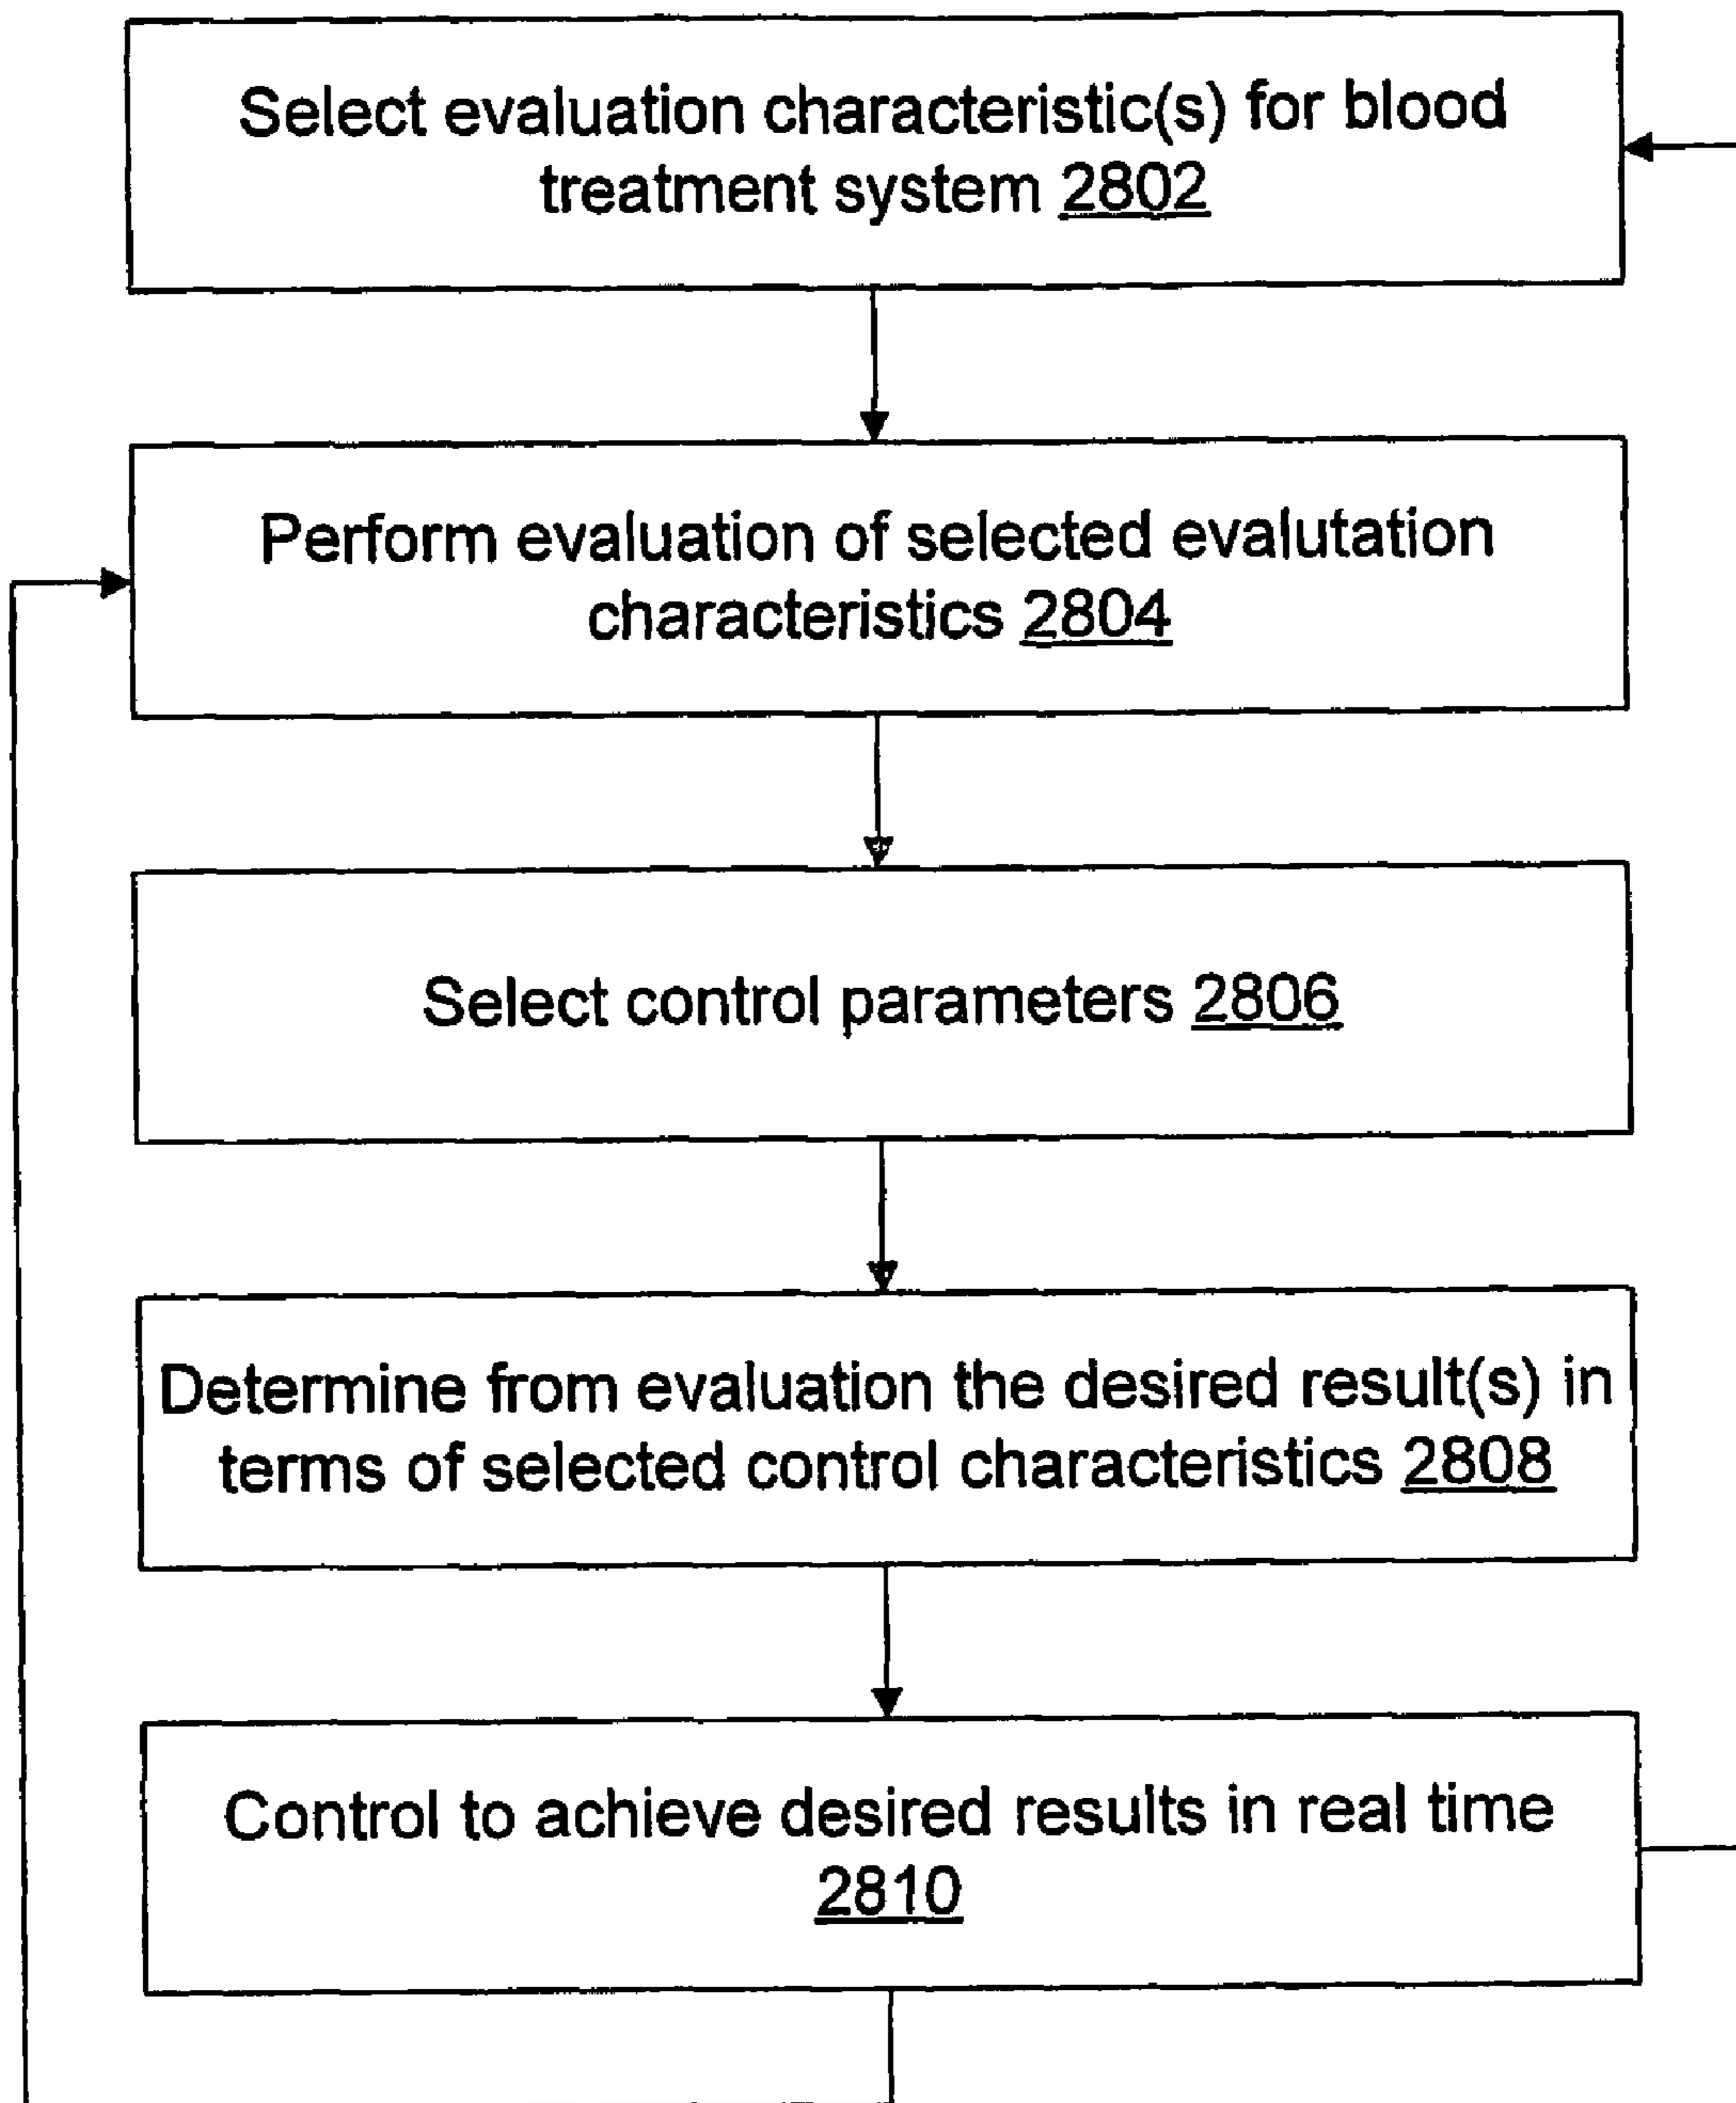 Select evaluation characteristic(s) for blood
treatment system 2802
Perform evaluation of selected evalutation
characteristics 2804
Select control parameters 2806
Determine from evaluation the desired result(s) in
terms of selected control characteristics 2808
Control to achieve desired results in real time
2810